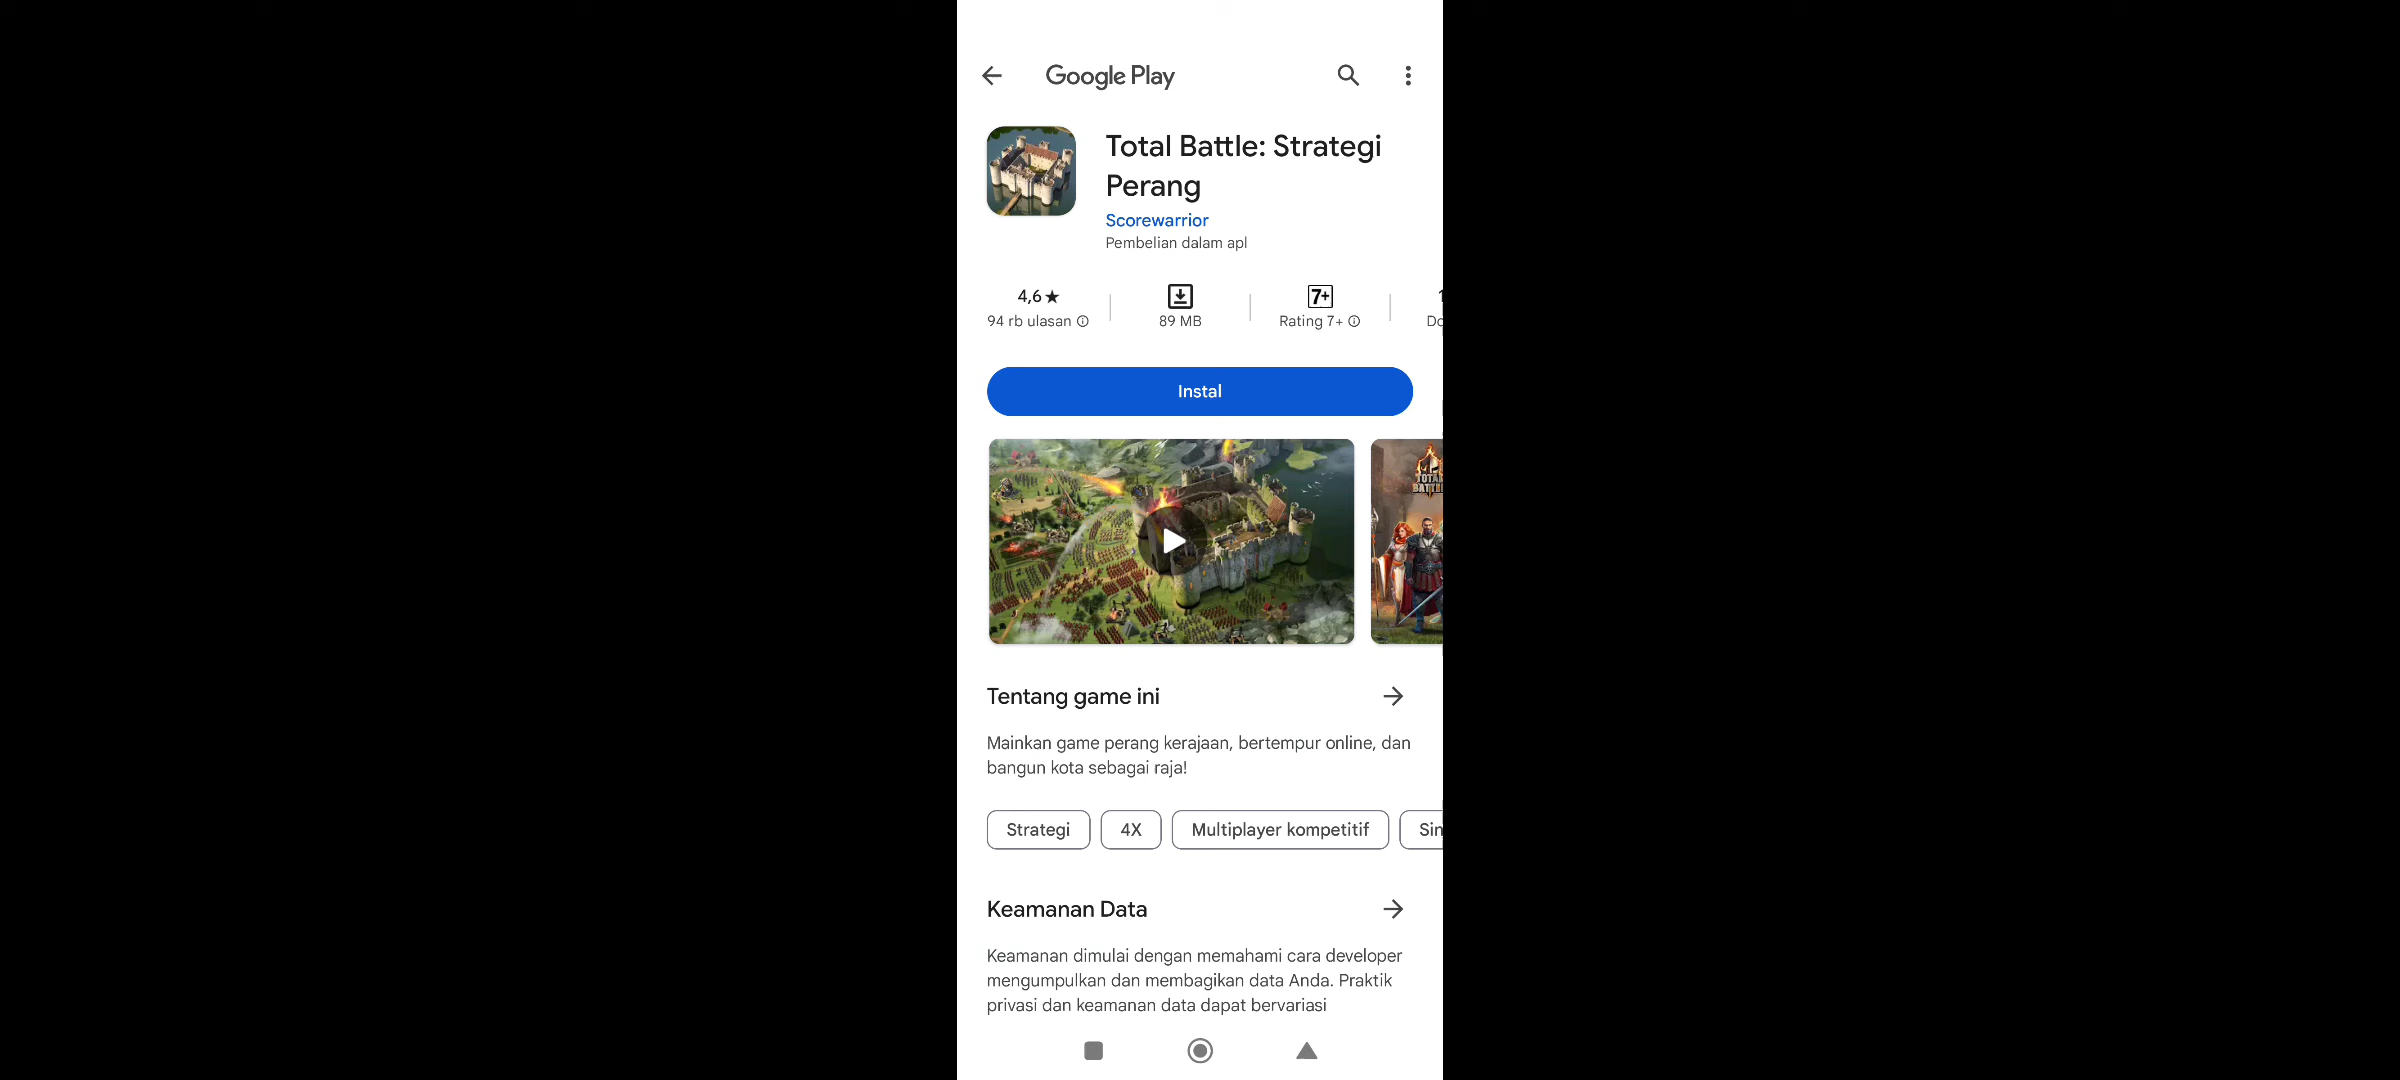 Google Play
Total Battle: Strategi
Perang
Scorewarrior
Pembelian dalam apl
4,6★
94 rb ulasan
89 MB
7+
Rating 7+
Instal
TOTAL
BATTLE
Tentang game ini
Mainkan game perang kerajaan, bertempur online, dan
bangun kota sebagai raja!
Strategi
4X
Multiplayer kompetitif
Keamanan Data
Keamanan dimulai dengan memahami cara developer
mengumpulkan dan membagikan data Anda. Praktik
privasi dan keamanan data dapat bervariasi